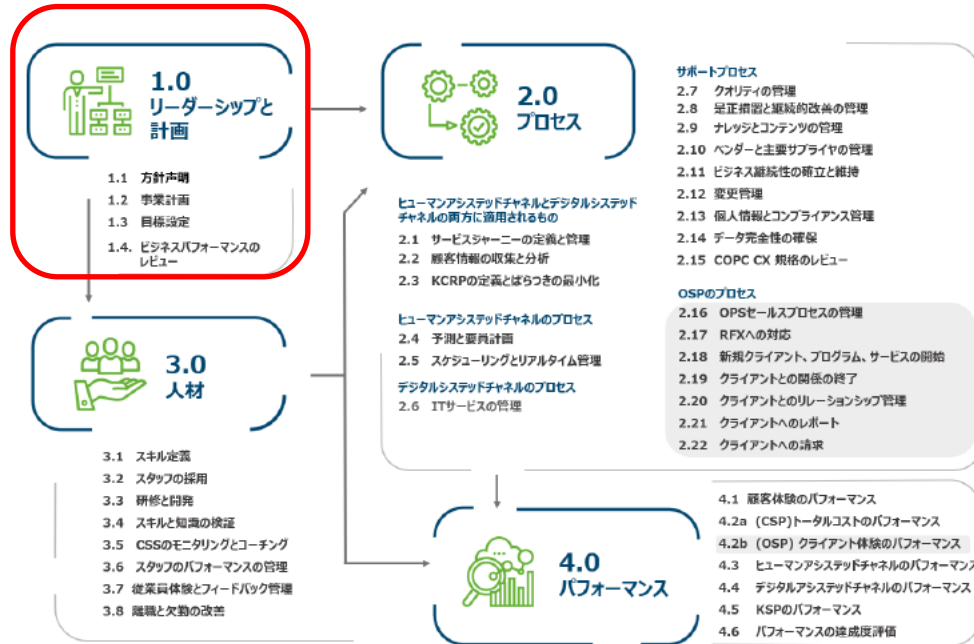 1.0
リーダーシップと
計画
1.1 方針声明
1.2 事業計画
1.3 目標設定
1.4. ビジネスパフォーマンスの
レビュー
2.0
プロセス
ヒューマンアシステッドチャネルとデジタルシステッド
チャネルの両方に適用されるもの
2.1 サービスジャーニーの定義と管理
2.2 顧客情報の収集と分析
2.3 KCRPの定義とばらつきの最小化
ヒューマンアシステッドチャネルのプロセス
2.4 予測と要員計画
2.5 スケジューリングとリアルタイム管理
デジタルシステッドチャネルのプロセス
2.6 ITサービスの管理
サポートプロセス
2.7 クオリティの管理
2.8 是正措置と継続的改善の管理
2.9 ナレッジとコンテンツの管理
2.10 ベンダーと主要サプライヤの管理
2.11 ビジネス継続性の確立と維持
2.12 変更管理
2.13 個人情報とコンプライアンス管理
2.14 データ完全性の確保
2.15 COPC CX 規格のレビュー
OSPのプロセス
2.16 OPSセールスプロセスの管理
2.17 RFXへの対応
2.18 新規クライアント、プログラム、サービスの開始
2.19 クライアントとの関係の終了
2.20 クライアントとのリレーションシップ管理
2.21 クライアントへのレポート
2.22 クライアントへの請求
3.0
人材
3.1 スキル定義
3.2 スタッフの採用
3.3 研修と開発
3.4 スキルと知識の検証
3.5 CSSのモニタリングとコーチング
3.6 スタッフのパフォーマンスの管理
3.7 従業員体験とフィードバック管理
3.8 離職と欠勤の改善
4.0
パフォーマンス
4.1 顧客体験のパフォーマンス
4.2a (CSP)トータルコストのパフォーマンス
4.2b (OSP) クライアント体験のパフォーマンス
4.3 ヒューマンアシステッドチャネルのパフォーマンス
4.4 デジタルアシステッドチャネルのパフォーマンス
4.5 KSPのパフォーマンス
4.6 パフォーマンスの達成度評価